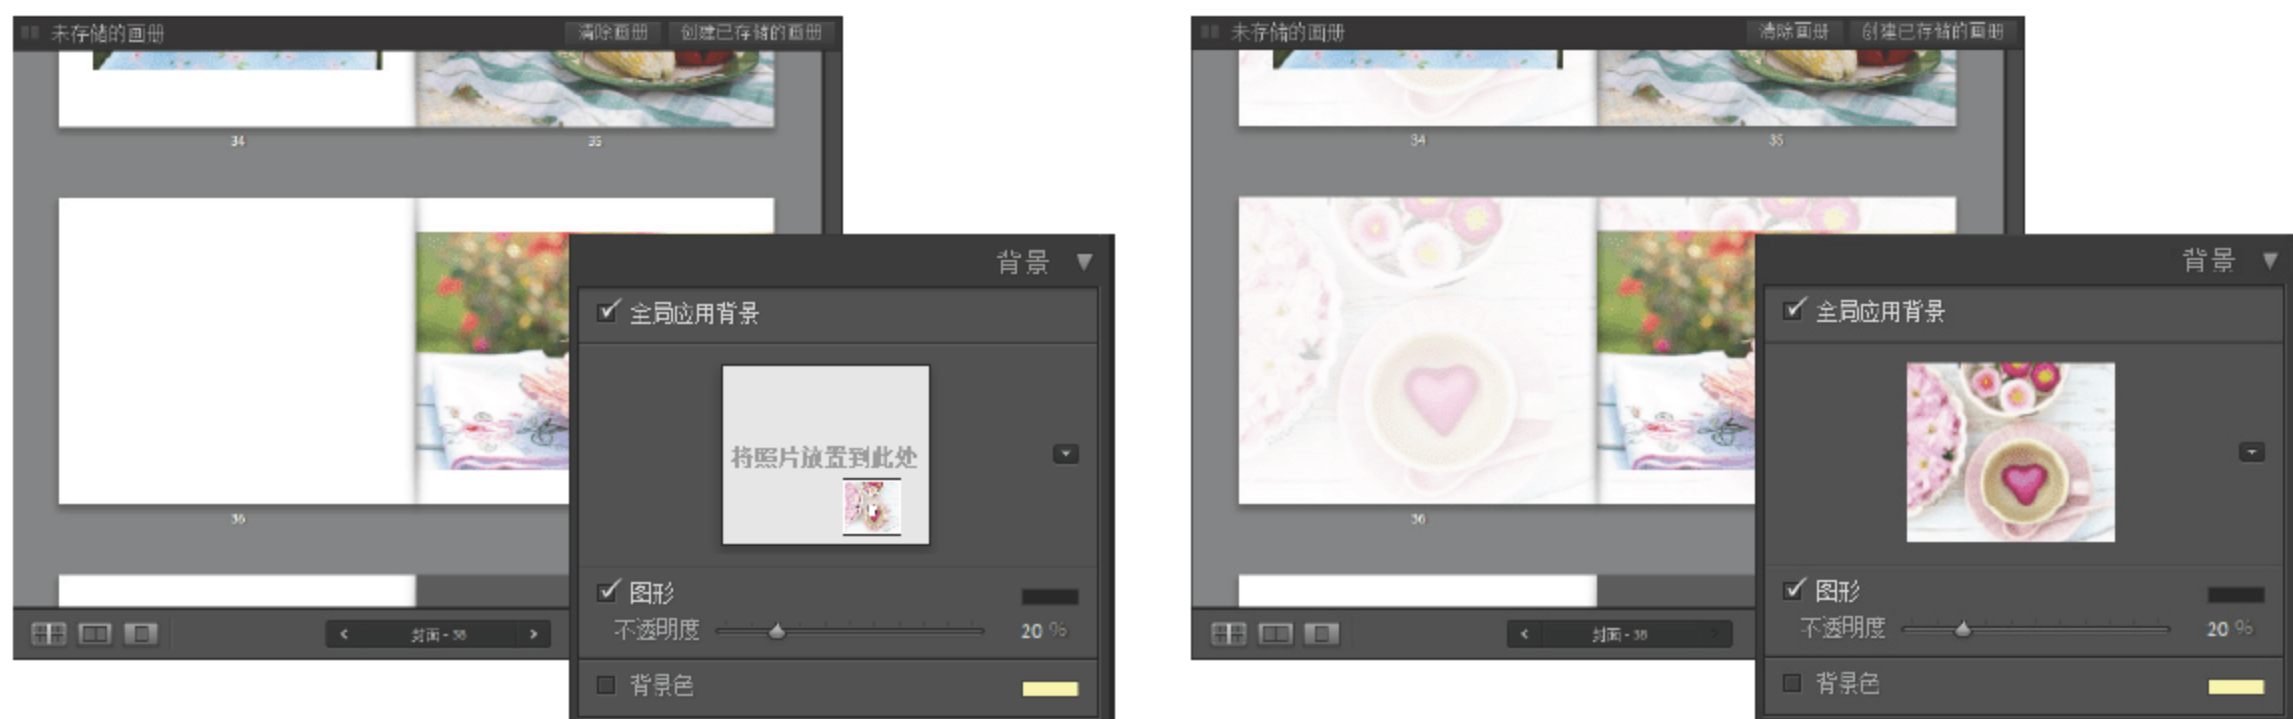 未存储的画册 清除画册 创建已存储的画册
34 35
36
背景
全局应用背景
将照片放置到此处
图形
不透明度 20 %
背景色
封面 - 38
未存储的画册 清除画册 创建已存储的画册
34 35
36
背景
全局应用背景
图形
不透明度 20 %
背景色
封面 - 38